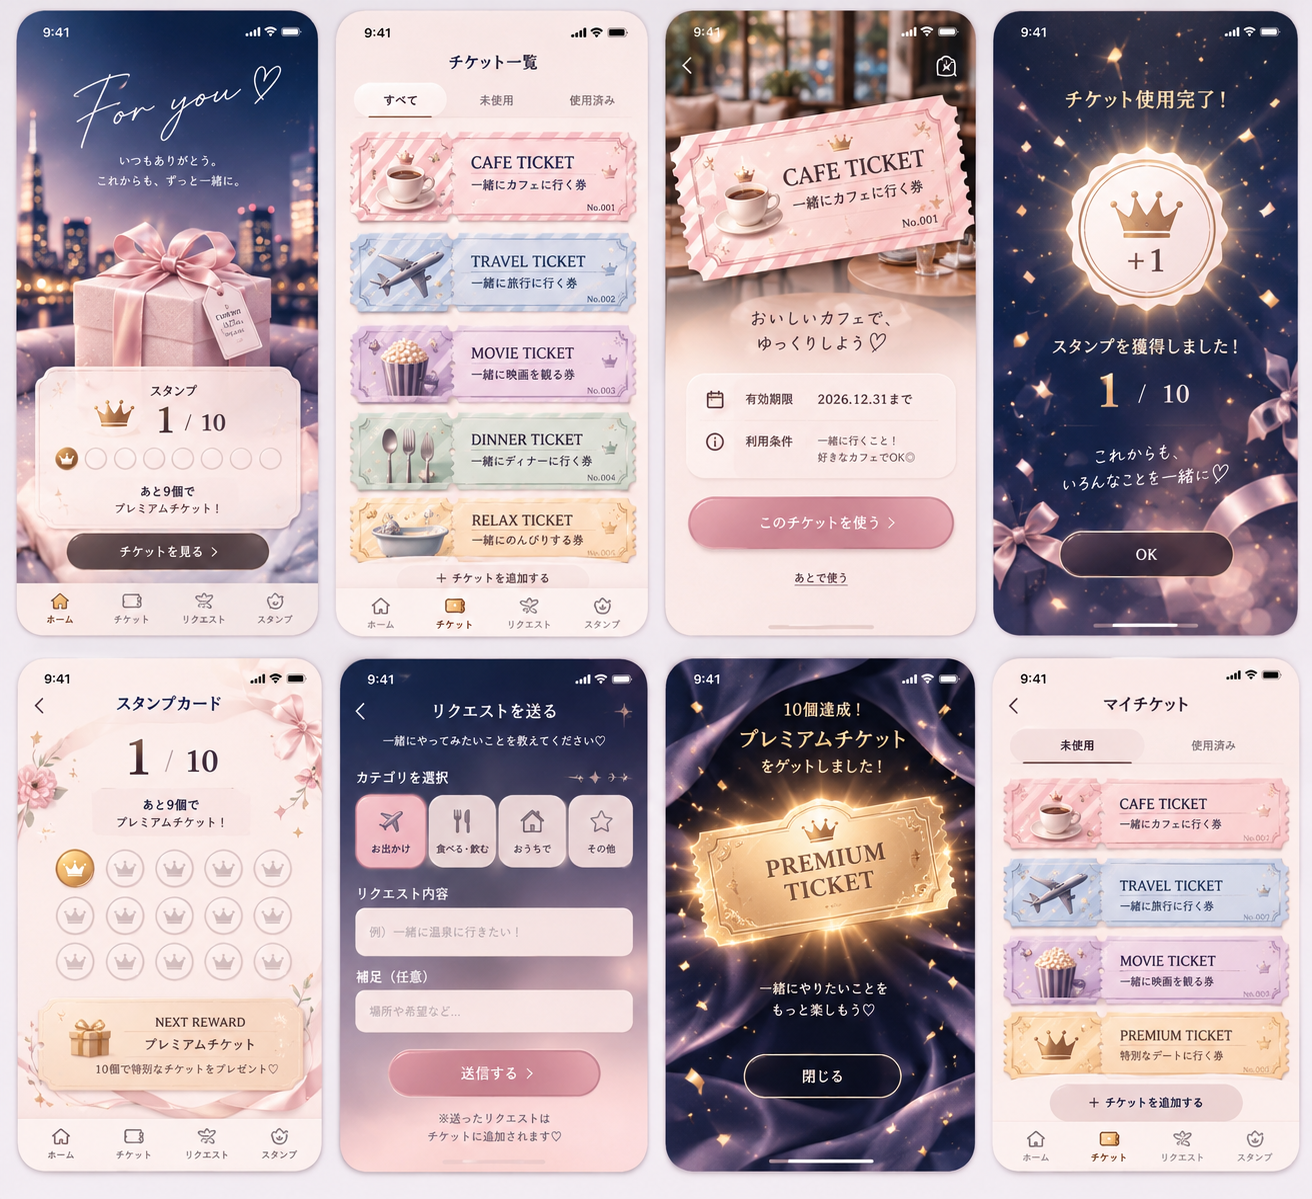 9:41
For you ♡
いつもありがとう。
これからも、ずっと一緒に。
スタンプ
1 / 10
あと9個で
プレミアムチケット！
チケットを見る >
ホーム
チケット
リクエスト
スタンプ
9:41
チケット一覧
すべて
未使用
使用済み
CAFE TICKET
一緒にカフェに行く券
No.001
TRAVEL TICKET
一緒に旅行に行く券
No.002
MOVIE TICKET
一緒に映画を観る券
No.003
DINNER TICKET
一緒にディナーに行く券
No.004
RELAX TICKET
一緒にのんびりする券
No.005
+ チケットを追加する
ホーム
チケット
リクエスト
スタンプ
9:41
CAFE TICKET
一緒にカフェに行く券
No.001
おいしいカフェで、
ゆっくりしよう♡
有効期限 2026.12.31まで
利用条件 一緒に行くこと！
好きなカフェでOK◎
このチケットを使う >
あとで使う
9:41
チケット使用完了！
+1
スタンプを獲得しました！
1 / 10
これからも、
いろんなことを一緒に♡
OK
9:41
スタンプカード
1 / 10
あと9個で
プレミアムチケット！
NEXT REWARD
プレミアムチケット
10個で特別なチケットをプレゼント♡
ホーム
チケット
リクエスト
スタンプ
9:41
リクエストを送る
一緒にやってみたいことを教えてください♡
カテゴリを選択
お出かけ
食べる・飲む
おうちで
その他
リクエスト内容
例）一緒に温泉に行きたい！
補足（任意）
場所や希望など...
送信する >
※送ったリクエストは
チケットに追加されます♡
9:41
10個達成！
プレミアムチケット
をゲットしました！
PREMIUM
TICKET
一緒にやりたいことを
もっと楽しもう♡
閉じる
9:41
マイチケット
未使用
使用済み
CAFE TICKET
一緒にカフェに行く券
TRAVEL TICKET
一緒に旅行に行く券
MOVIE TICKET
一緒に映画を観る券
PREMIUM TICKET
特別なデートに行く券
+ チケットを追加する
ホーム
チケット
リクエスト
スタンプ